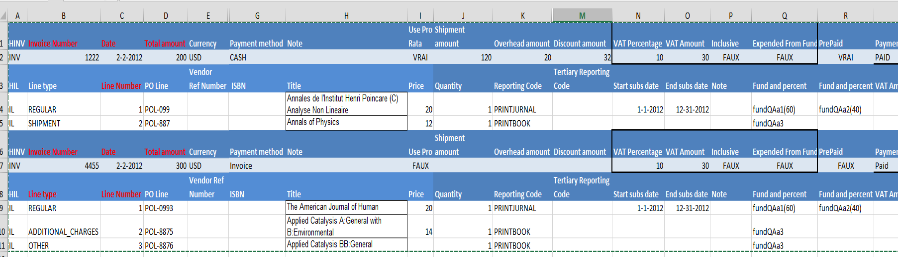 A B C D E F G H I J K L M N O P Q R
Use Pro Shipment
1 HINV Invoice Number Date Total amount Currency Payment method Note Rata amount Overhead amount Discount amount VAT Percentage VAT Amount Inclusive Expended From Fund PrePaid Paymen
2 INV 1222 2-2-2012 200 USD CASH VRAI 120 20 32 10 30 FAUX FAUX VRAI PAID
Vendor Tertiary Reporting
3 HIL Line type Line Number PO Line Ref Number ISBN Title Price Quantity Reporting Code Code Start subs date End subs date Note Fund and percent Fund and percent VAT Am
Annales de l'Institut Henri Poincare (C)
4 IL REGULAR 1 POL-099 Analyse Non Lineaire 20 1 PRINTJURNAL 1-1-2012 12-31-2012 fundQAa1(60) fundQAa2(40)
5 IL SHIPMENT 2 POL-887 Annals of Physics 12 1 PRINTBOOK fundQAa3
Shipment
6 HINV Invoice Number Date Total amount Currency Payment method Note Use Pro amount Overhead amount Discount amount VAT Percentage VAT Amount Inclusive Expended From Fund PrePaid Paymen
7 INV 4455 2-2-2012 300 USD Invoice FAUX 10 30 FAUX FAUX FAUX Paid
Vendor Ref Tertiary Reporting
8 HIL Line type Line Number PO Line Number ISBN Title Price Quantity Reporting Code Code Start subs date End subs date Note Fund and percent Fund and percent VAT Am
9 IL REGULAR 1 POL-0993 The American Journal of Human 20 1 PRINTJURNAL 1-1-2012 12-31-2012 fundQAa1(60) fundQAa2(40)
Applied Catalysis A:General with
10 IL ADDITIONAL_CHARGES 2 POL-8875 B:Environmental 14 1 PRINTBOOK fundQAa3
11 IL OTHER 3 POL-8876 Applied Catalysis BB:General 1 PRINTBOOK fundQAa3